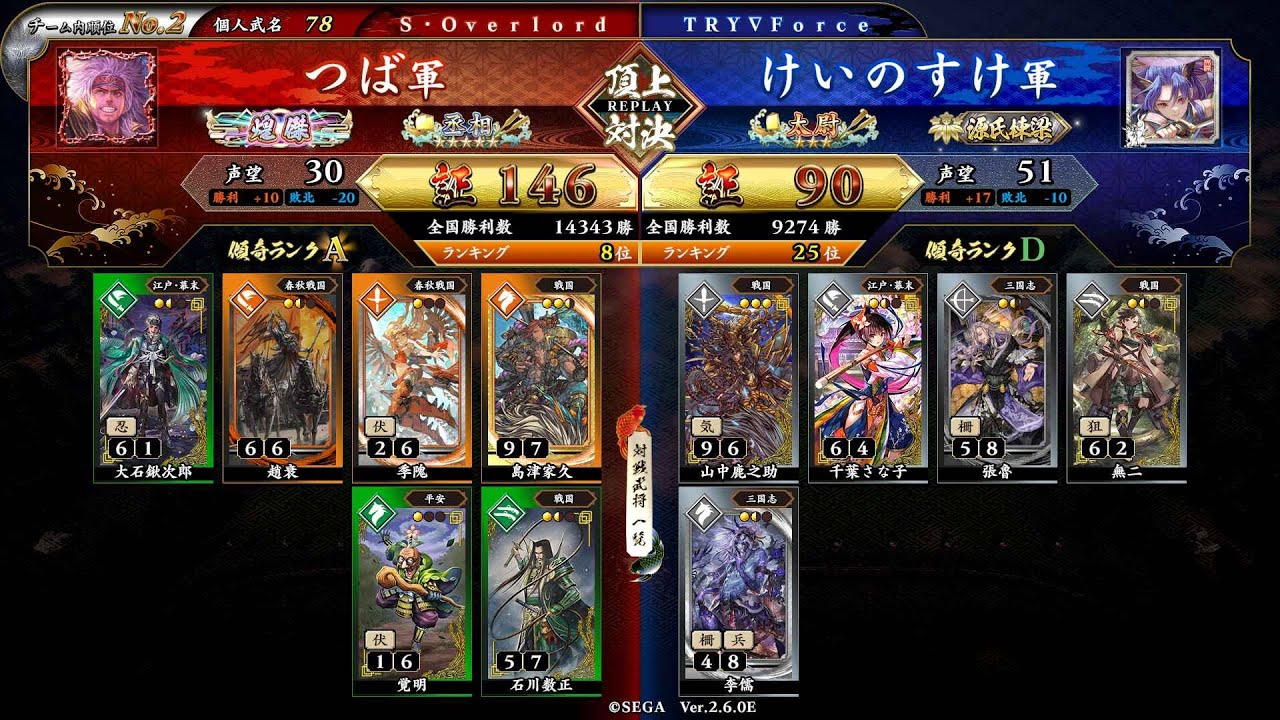 チーム内順位 No.2
個人武名 78
S・Overlord
TRY∇Force
つば軍
頂上
REPLAY
対決
けいのすけ軍
煌傑
丞相
太尉
源氏棟梁
声望 30
勝利 +10 敗北 -20
証 146
証 90
声望 51
勝利 +17 敗北 -10
全国勝利数 14343勝
全国勝利数 9274勝
傾奇ランク A
ランキング 8位
ランキング 25位
傾奇ランク D
江戸・幕末
忍
6 1
大石鍬次郎
春秋戦国
6 6
趙衰
春秋戦国
伏
2 6
季隗
戦国
9 7
島津家久
対戦武将一覧
戦国
気
9 6
山中鹿之助
江戸・幕末
6 4
千葉さな子
三国志
柵
5 8
張魯
戦国
狙
6 2
無二
平安
伏
1 6
覚明
戦国
5 7
石川数正
三国志
柵 兵
4 8
李儒
©SEGA Ver.2.6.0E